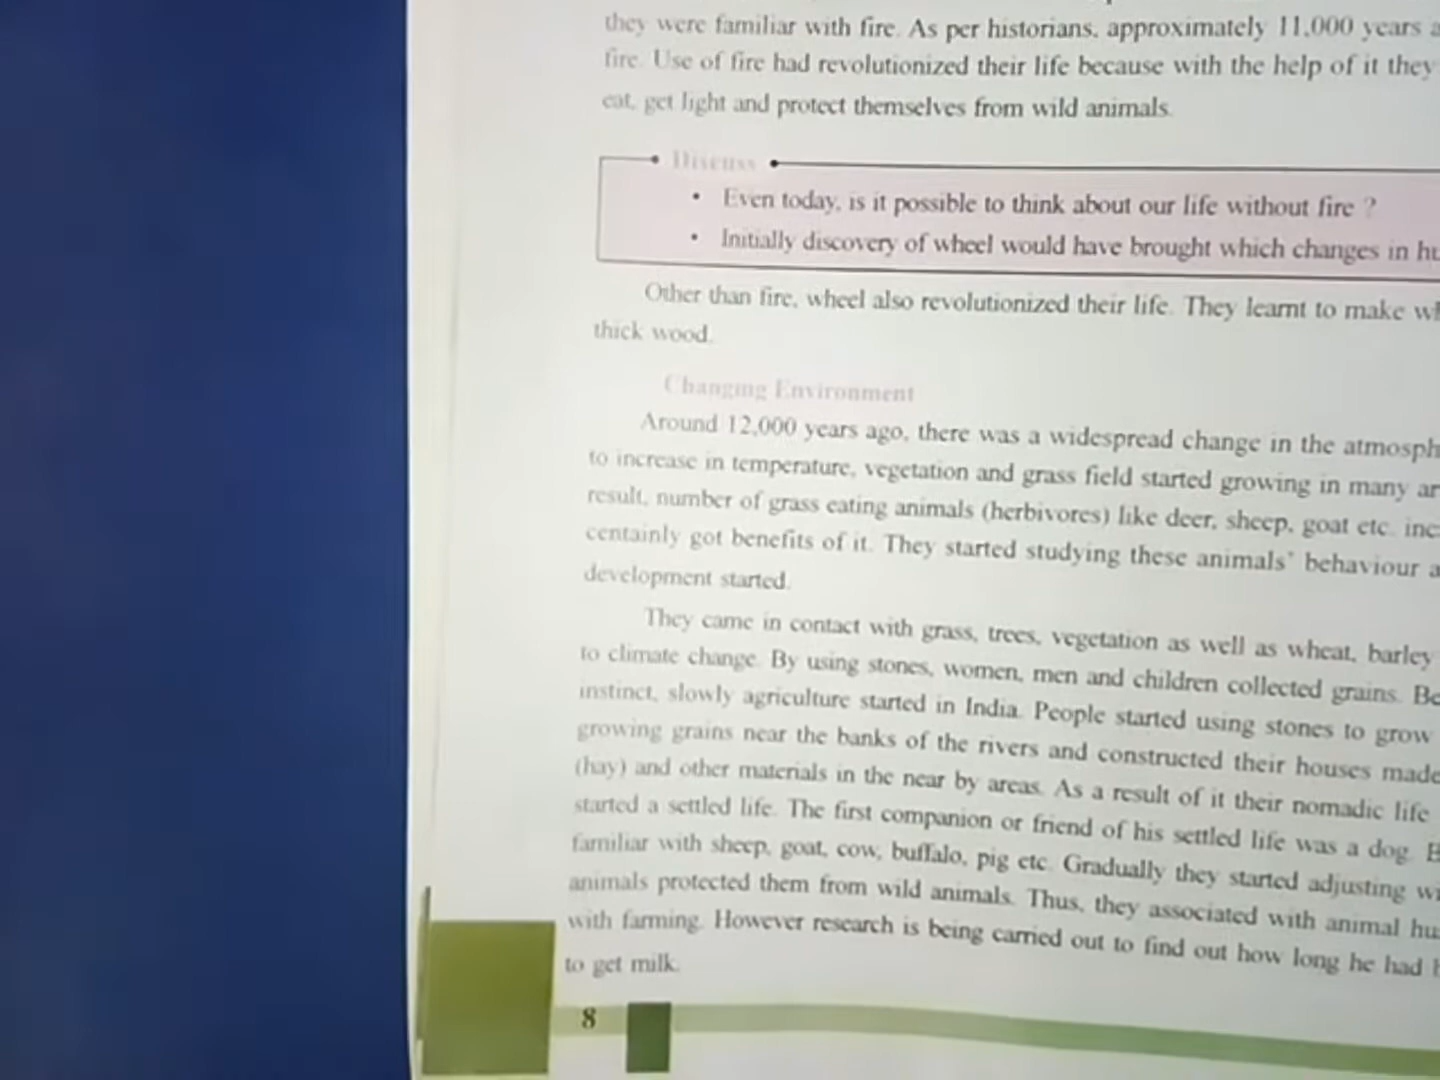 they were familiar with fire. As per historians, approximately 11,000 years
fire. Use of fire had revolutionized their life because with the help of it they
eat, get light and protect themselves from wild animals.
Discuss
• Even today, is it possible to think about our life without fire ?
• Initially discovery of wheel would have brought which changes in
Other than fire, wheel also revolutionized their life. They learnt to make
thick wood.
Changing Environment
Around 12,000 years ago, there was a widespread change in the
to increase in temperature, vegetation and grass field started growing in many
result, number of grass eating animals (herbivores) like deer, sheep, goat etc.
centainly got benefits of it. They started studying these animals' behaviour
development started.
They came in contact with grass, trees, vegetation as well as wheat, barley
to climate change. By using stones, women, men and children collected grains.
instinct, slowly agriculture started in India. People started using stones to grow
growing grains near the banks of the rivers and constructed their houses made
(hay) and other materials in the near by areas. As a result of it their nomadic life
started a settled life. The first companion or friend of his settled life was a dog.
familiar with sheep, goat, cow, buffalo, pig etc. Gradually they started adjusting
animals protected them from wild animals. Thus, they associated with animal
with farming. However research is being carried out to find out how long he had
to get milk.
8